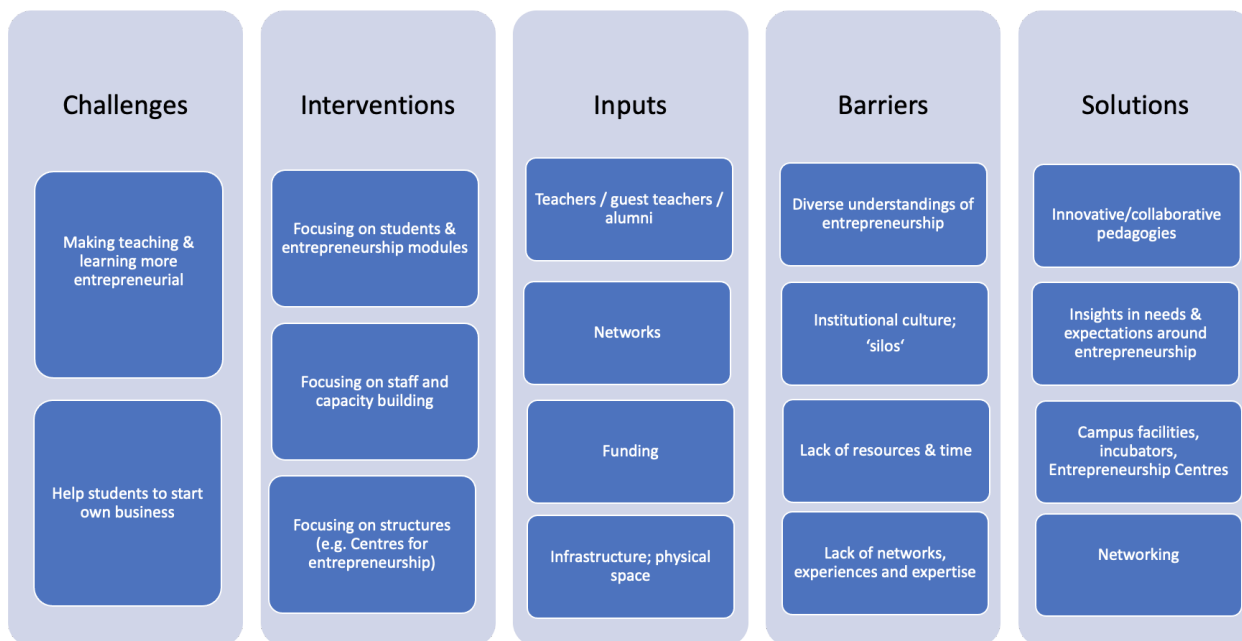 Challenges
Making teaching &
learning more
entrepreneurial
Help students to start
own business
Interventions
Focusing on students &
entrepreneurship modules
Focusing on staff and
capacity building
Focusing on structures
(e.g. Centres for
entrepreneurship)
Inputs
Teachers / guest teachers /
alumni
Networks
Funding
Infrastructure; physical
space
Barriers
Diverse understandings of
entrepreneurship
Institutional culture;
‘silos‘
Lack of resources & time
Lack of networks,
experiences and expertise
Solutions
Innovative/collaborative
pedagogies
Insights in needs &
expectations around
entrepreneurship
Campus facilities,
incubators,
Entrepreneurship Centres
Networking